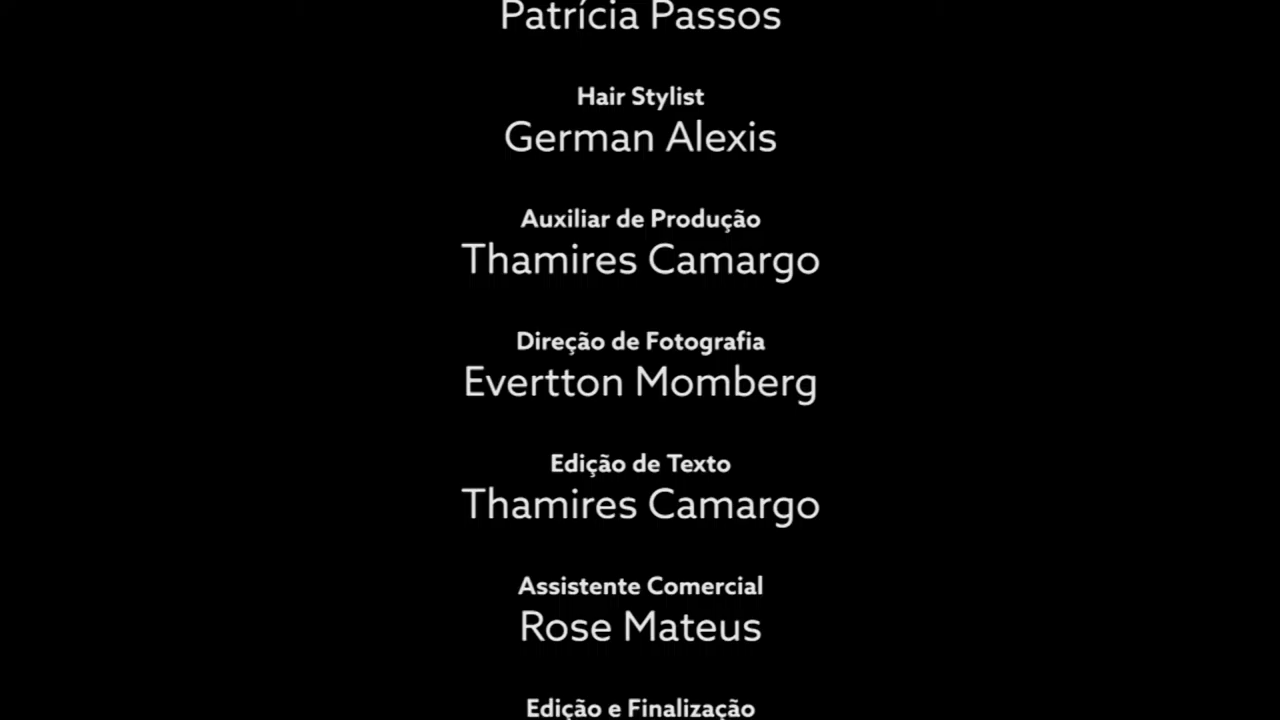 Patrícia Passos
Hair Stylist
German Alexis
Auxiliar de Produção
Thamires Camargo
Direção de Fotografia
Evertton Momberg
Edição de Texto
Thamires Camargo
Assistente Comercial
Rose Mateus
Edição e Finalização